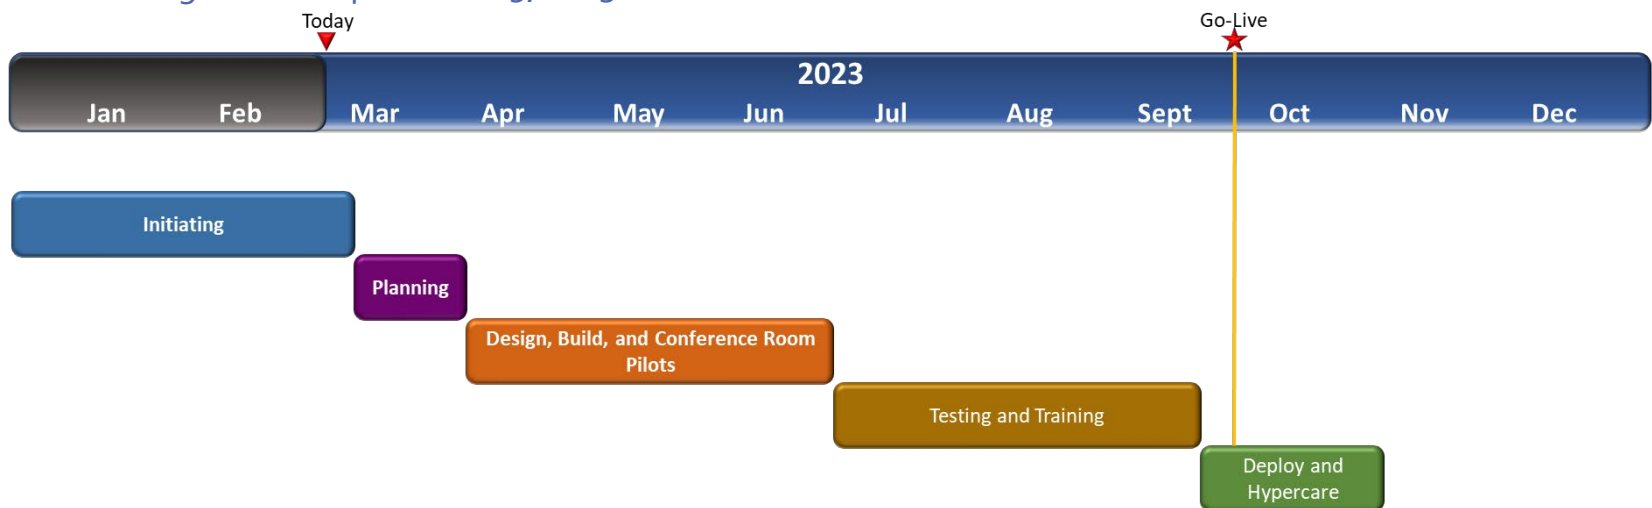 Today
Go-Live
2023
Jan Feb Mar Apr May Jun Jul Aug Sept Oct Nov Dec
Initiating
Planning
Design, Build, and Conference Room
Pilots
Testing and Training
Deploy and
Hypercare